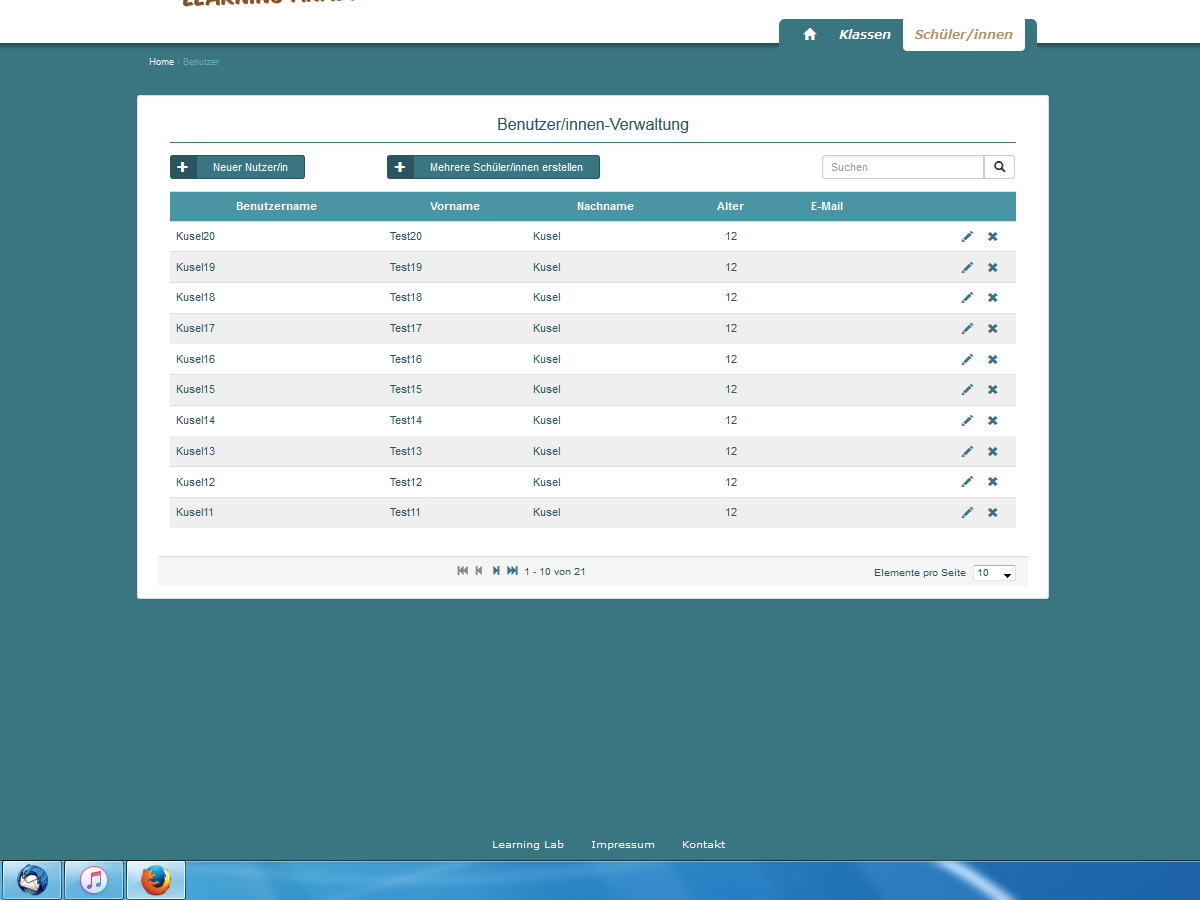 Klassen Schüler/innen
Home / Benutzer
Benutzer/innen-Verwaltung
Neuer Nutzer/in Mehrere Schüler/innen erstellen Suchen
Benutzername Vorname Nachname Alter E-Mail
Kusel20 Test20 Kusel 12
Kusel19 Test19 Kusel 12
Kusel18 Test18 Kusel 12
Kusel17 Test17 Kusel 12
Kusel16 Test16 Kusel 12
Kusel15 Test15 Kusel 12
Kusel14 Test14 Kusel 12
Kusel13 Test13 Kusel 12
Kusel12 Test12 Kusel 12
Kusel11 Test11 Kusel 12
1 - 10 von 21 Elemente pro Seite 10
Learning Lab Impressum Kontakt